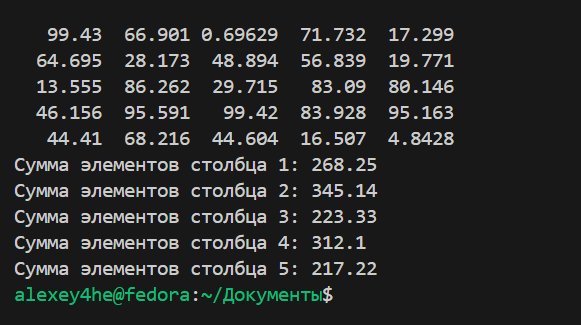 99.43 66.901 0.69629 71.732 17.299
64.695 28.173 48.894 56.839 19.771
13.555 86.262 29.715 83.09 80.146
46.156 95.591 99.42 83.928 95.163
44.41 68.216 44.604 16.507 4.8428
Сумма элементов столбца 1: 268.25
Сумма элементов столбца 2: 345.14
Сумма элементов столбца 3: 223.33
Сумма элементов столбца 4: 312.1
Сумма элементов столбца 5: 217.22
alexey4he@fedora:~/Документы$